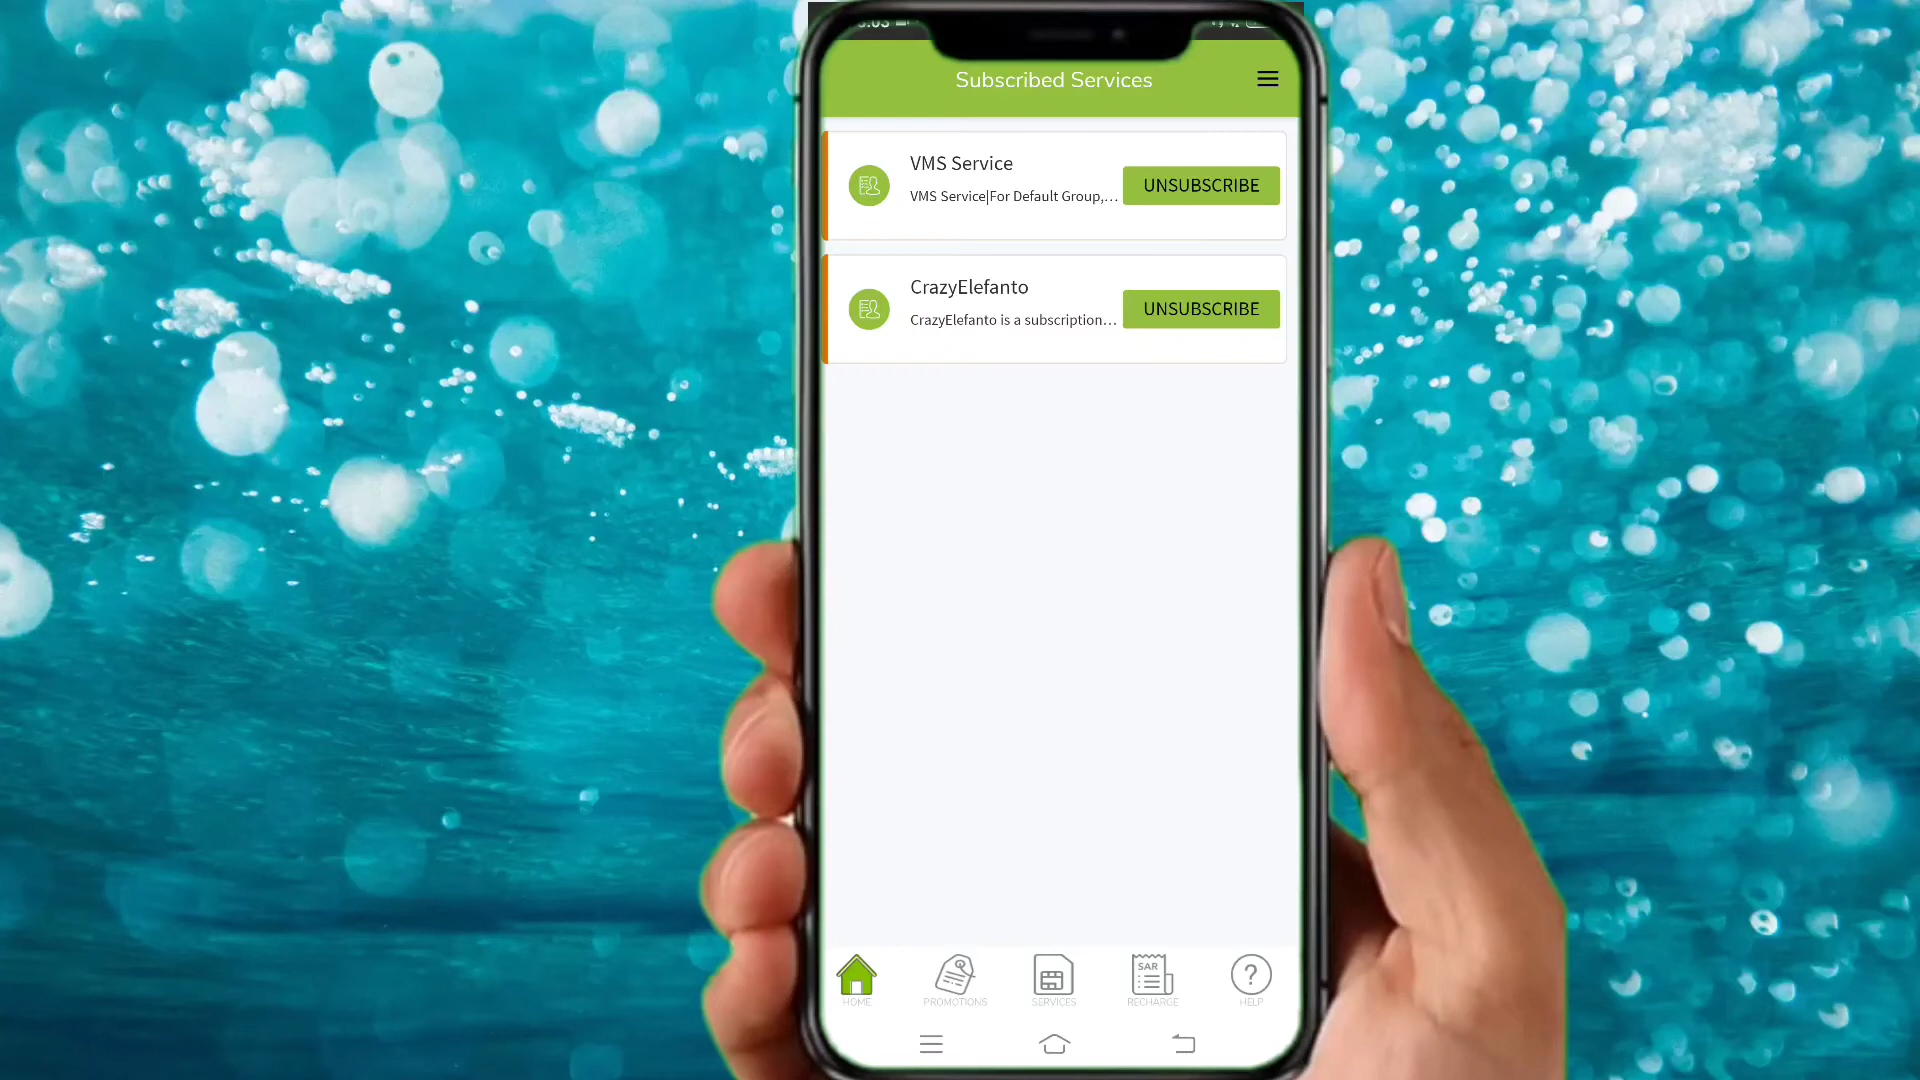 Subscribed Services
VMS Service
VMS Service|For Default Group,...
UNSUBSCRIBE
CrazyElefanto
CrazyElefanto is a subscription...
UNSUBSCRIBE
SAR
?
HOME
PROMOTIONS
SERVICES
RECHARGE
HELP